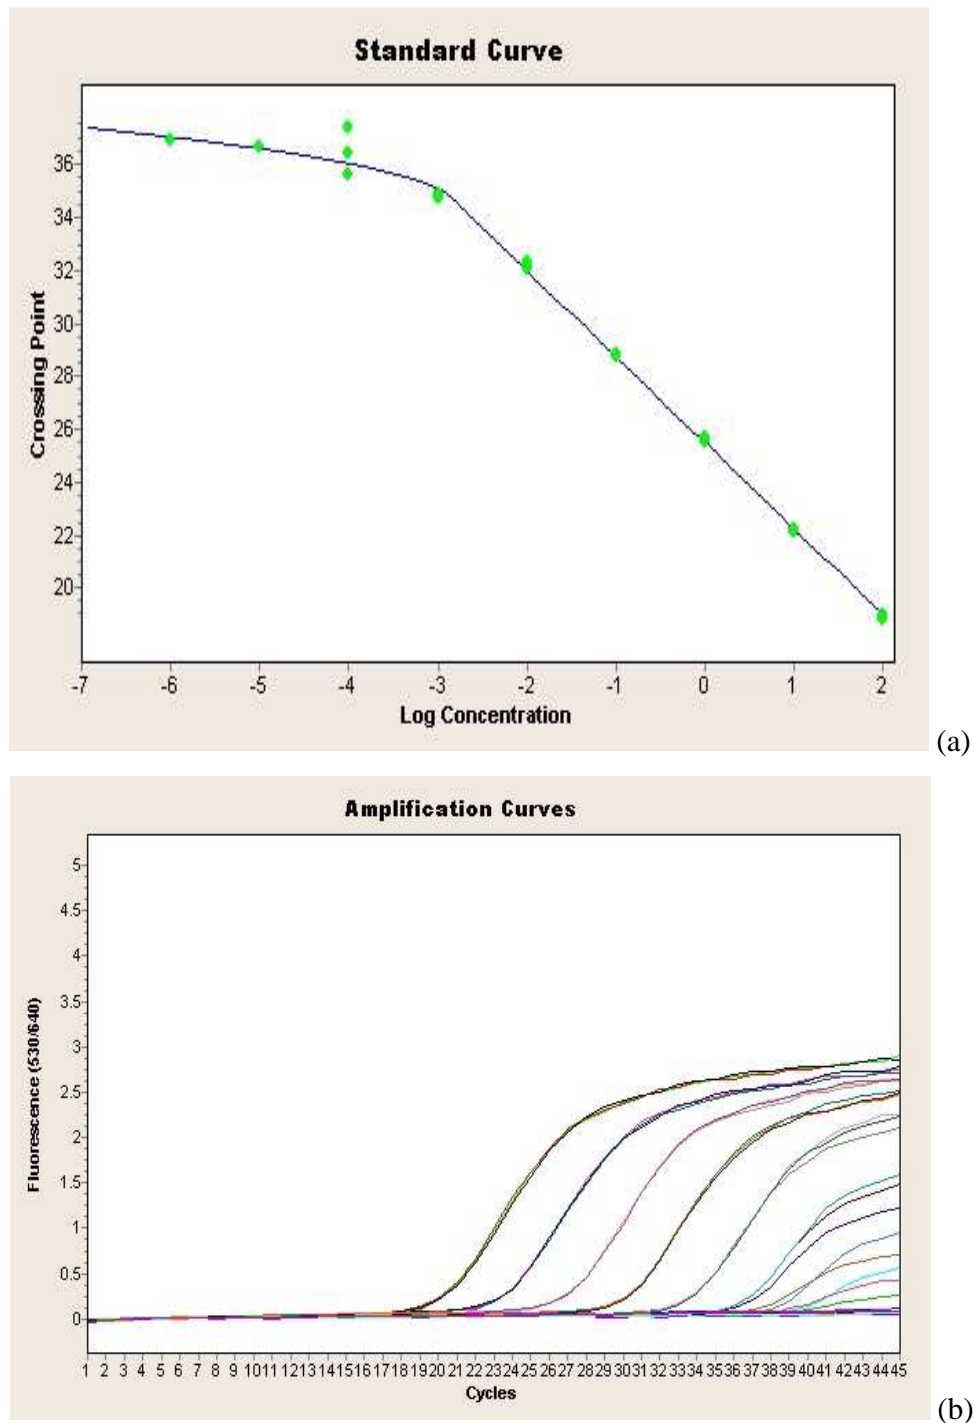 Standard Curve
36
34
32
30
28
26
24
22
20
Crossing Point
-7 -6 -5 -4 -3 -2 -1 0 1 2
Log Concentration
(a)
Amplification Curves
5
4.5
4
3.5
3
2.5
2
1.5
1
0.5
0
Fluorescence (530/640)
1 2 3 4 5 6 7 8 9 10 11 12 13 14 15 16 17 18 19 20 21 22 23 24 25 26 27 28 29 30 31 32 33 34 35 36 37 38 39 40 41 42 43 44 45
Cycles
(b)